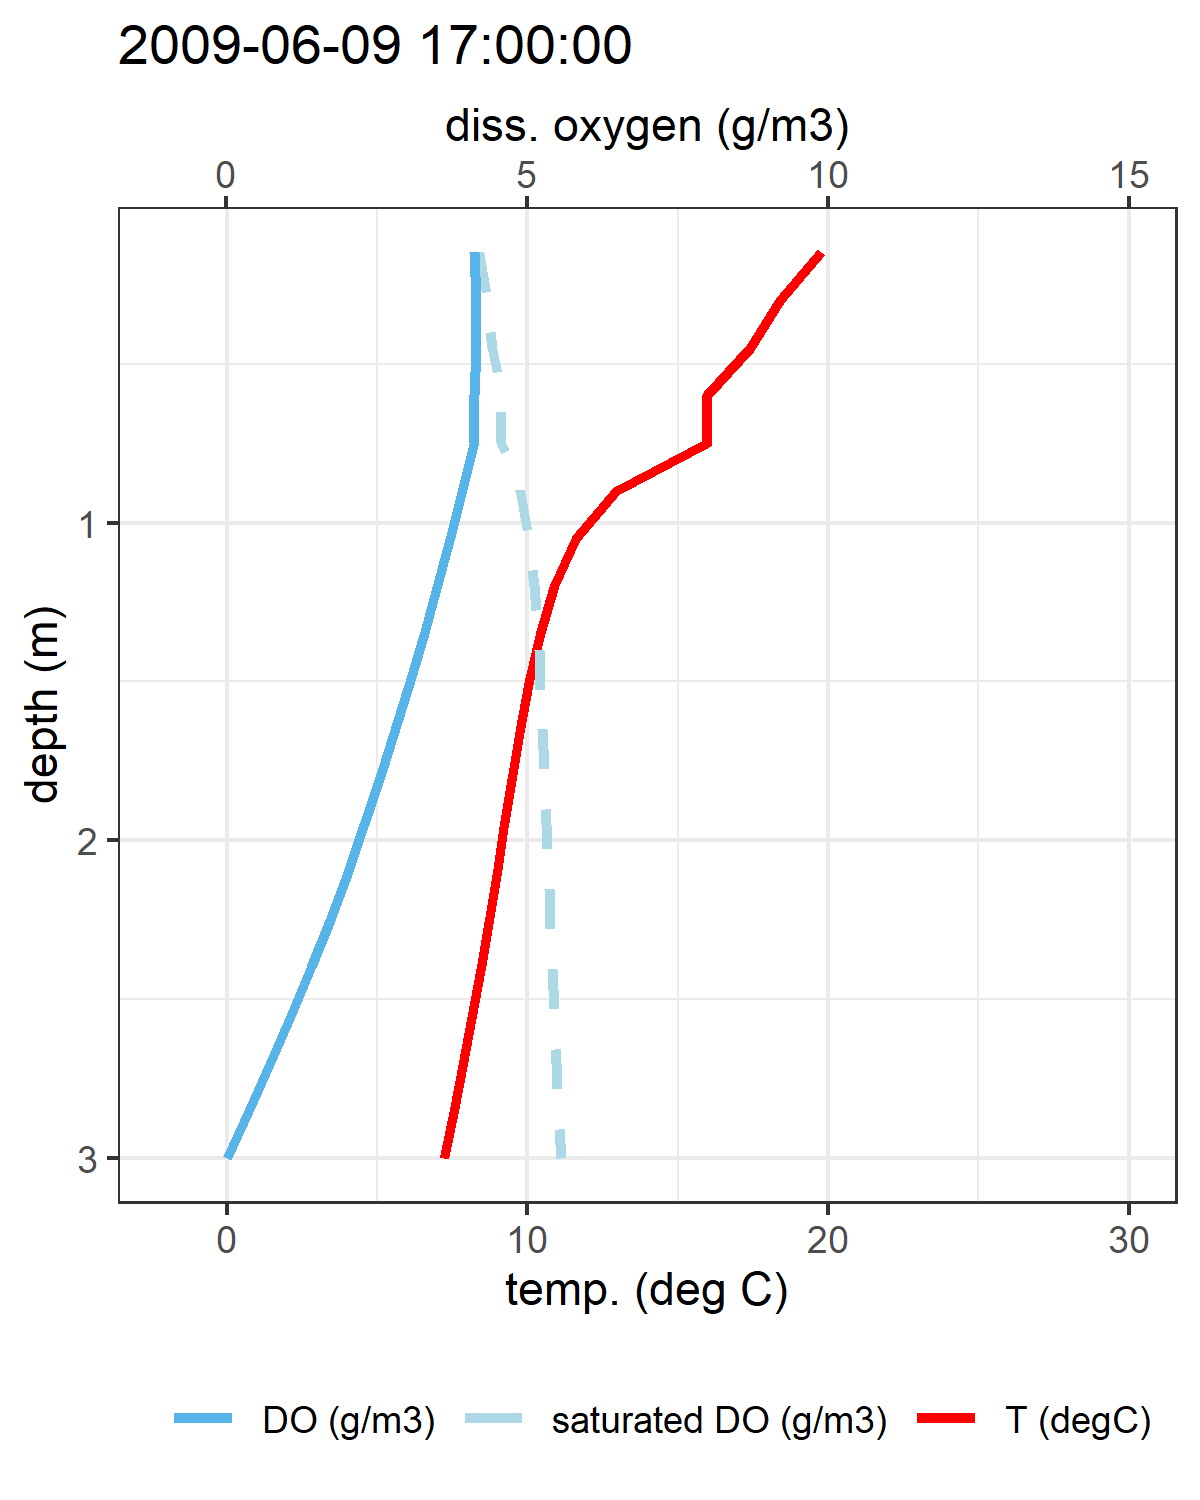 2009-06-09 17:00:00
diss. oxygen (g/m3)
0 5 10 15
1
2
3
depth (m)
0 10 20 30
temp. (deg C)
DO (g/m3) saturated DO (g/m3) T (degC)